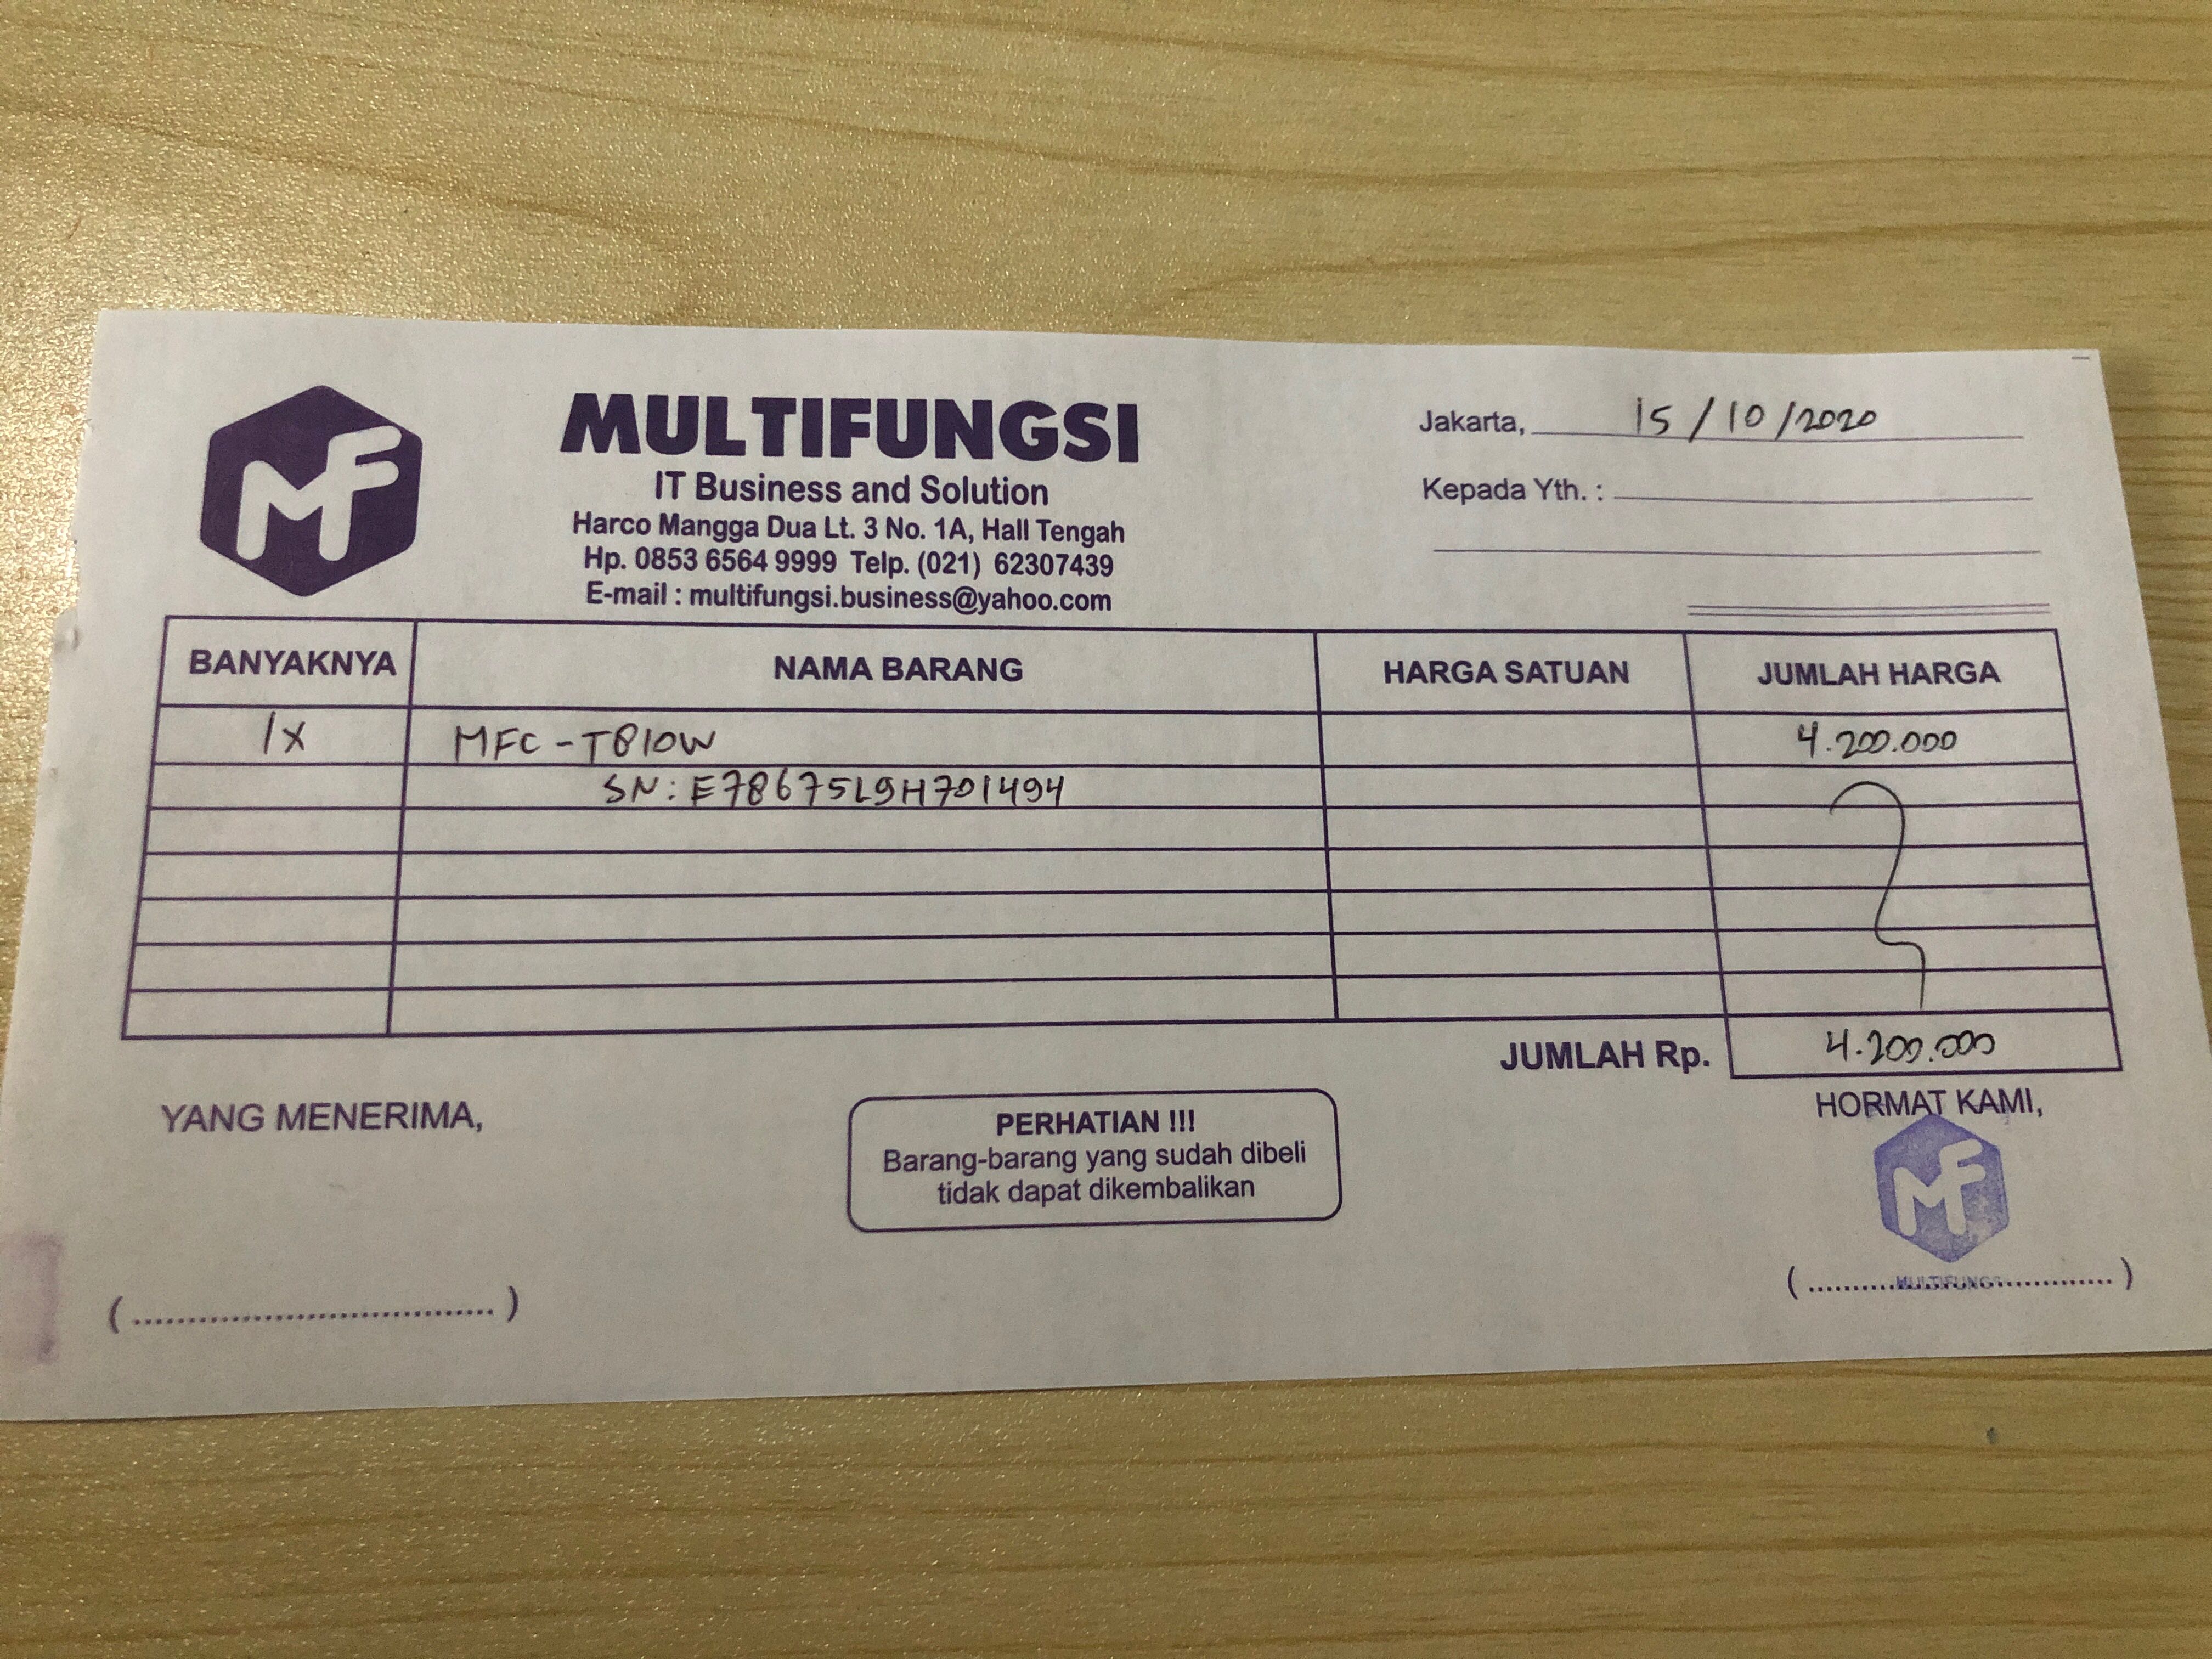 MF
MULTIFUNGSI
IT Business and Solution
Harco Mangga Dua Lt. 3 No. 1A, Hall Tengah
Hp. 0853 6564 9999 Telp. (021) 62307439
E-mail : multifungsi.business@yahoo.com
Jakarta, 15/10/2020
Kepada Yth. :
BANYAKNYA NAMA BARANG HARGA SATUAN JUMLAH HARGA
1X MFC-T810W 4.200.000
SN: E78675L9H701494
JUMLAH Rp. 4.200.000
YANG MENERIMA,
PERHATIAN !!!
Barang-barang yang sudah dibeli
tidak dapat dikembalikan
HORMAT KAMI,
MF
MULTIFUNGSI
(..................................)
(..................................)